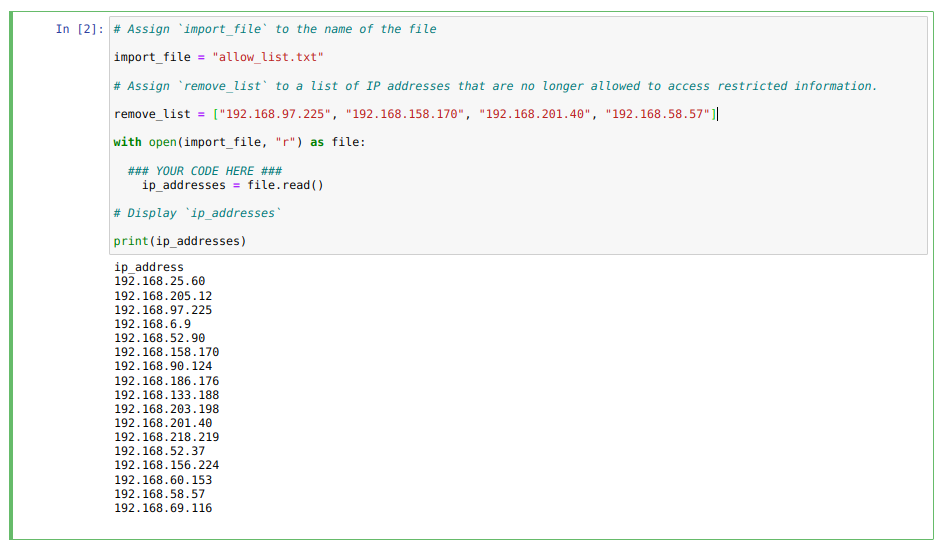 In [2]: # Assign `import_file` to the name of the file
import_file = "allow_list.txt"
# Assign `remove_list` to a list of IP addresses that are no longer allowed to access restricted information.
remove_list = ["192.168.97.225", "192.168.158.170", "192.168.201.40", "192.168.58.57"]
with open(import_file, "r") as file:
### YOUR CODE HERE ###
ip_addresses = file.read()
# Display `ip_addresses`
print(ip_addresses)
ip_address
192.168.25.60
192.168.205.12
192.168.97.225
192.168.6.9
192.168.52.90
192.168.158.170
192.168.90.124
192.168.186.176
192.168.133.188
192.168.203.198
192.168.201.40
192.168.218.219
192.168.52.37
192.168.156.224
192.168.60.153
192.168.58.57
192.168.69.116